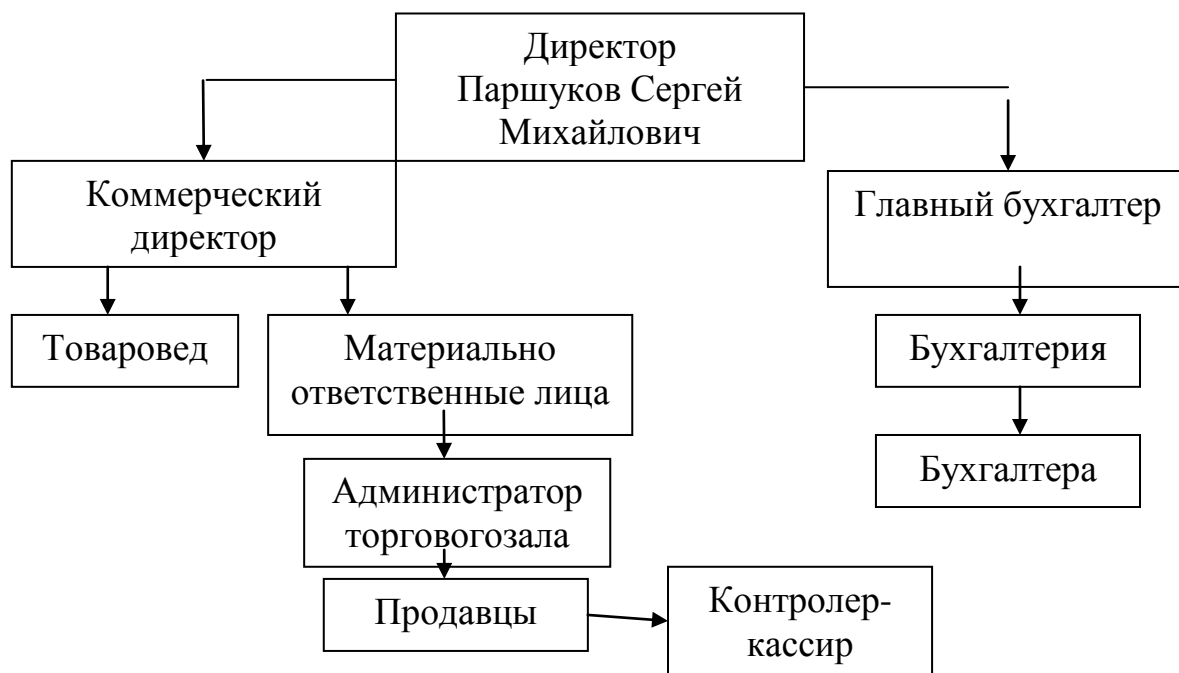 Директор
Паршуков Сергей
Михайлович
Коммерческий
директор
Главный бухгалтер
Товаровед
Материально
ответственные лица
Бухгалтерия
Бухгалтера
Администратор
торговогозала
Продавцы
Контролер-
кассир